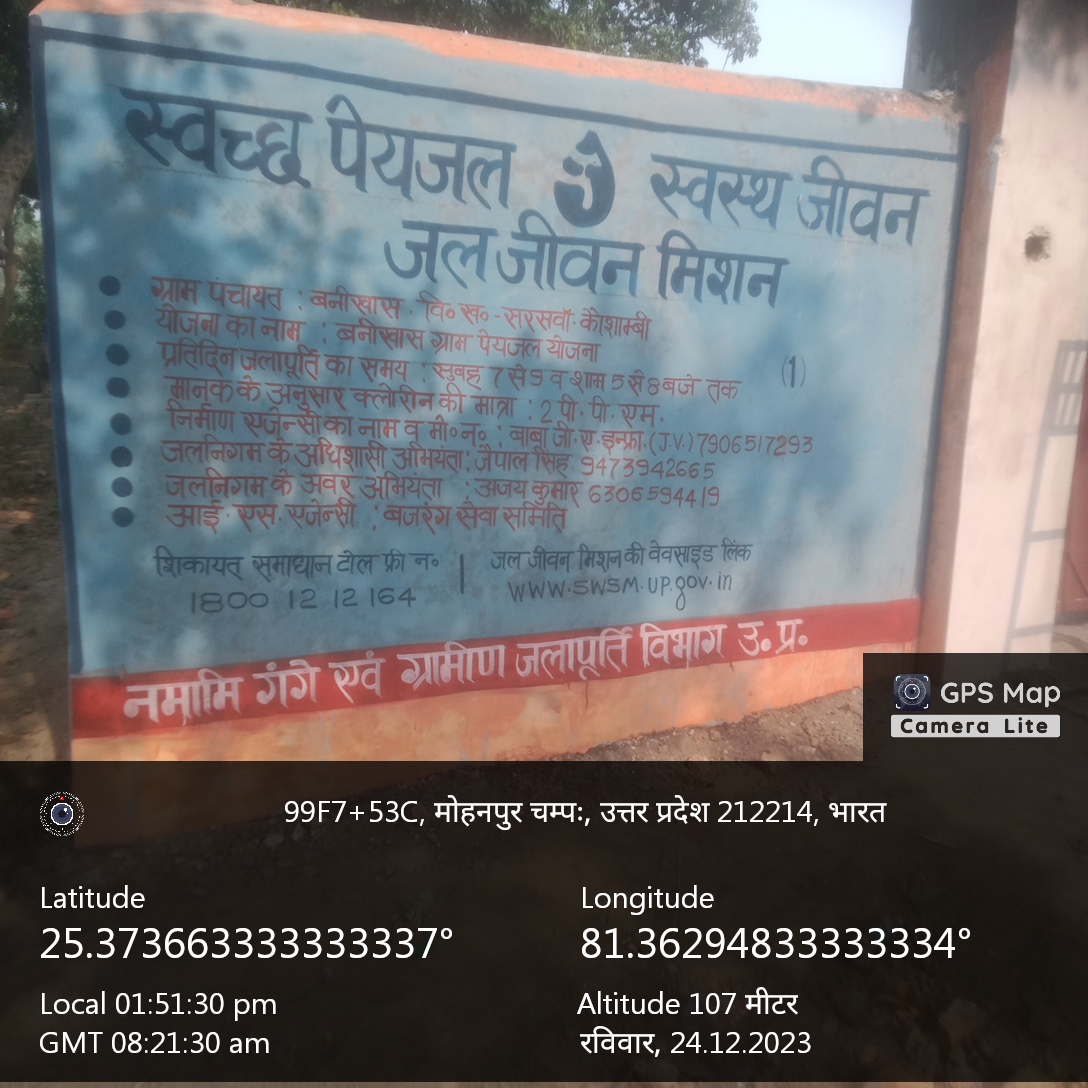 स्वच्छ पेयजल स्वस्थ जीवन
जल जीवन मिशन
ग्राम पंचायत : बनीखास. वि० ख०- सरसवाँ. कौशाम्बी
योजना का नाम : बनीखास ग्राम पेयजल योजना (1)
प्रतिदिन जलापूर्ति का समय : सुबह 7 से 9 व शाम 5 से 8 बजे तक
मानक के अनुसार क्लोरीन की मात्रा : 2 पी. पी. एम.
निर्माण एजेन्सी का नाम व मो० न० : बाबा जी. ए. इन्फ्रा. (J.V.) 7906517293
जलनिगम के अधिशासी अभियंता : जैपाल सिंह 9473942665
जलनिगम के अवर अभियंता : अजय कुमार 6306594419
आई. एस. एजेन्सी : बजरंग सेवा समिति
शिकायत समाधान टोल फ्री न० | जल जीवन मिशन की वेवसाइड लिंक
1800 12 12 164 www.swsm.up.gov.in
नमामि गंगे एवं ग्रामीण जलापूर्ति विभाग उ. प्र.
GPS Map
Camera Lite
99F7+53C, मोहनपुर चम्पः, उत्तर प्रदेश 212214, भारत
Latitude Longitude
25.373663333333337° 81.36294833333334°
Local 01:51:30 pm Altitude 107 मीटर
GMT 08:21:30 am रविवार, 24.12.2023